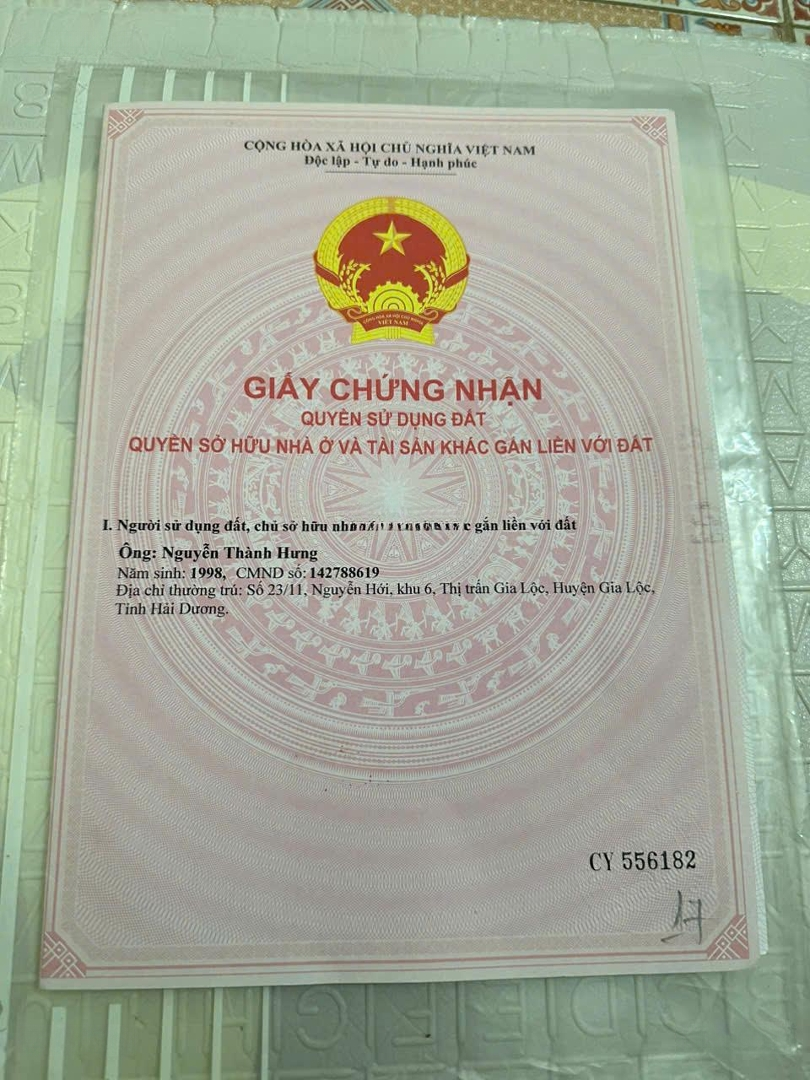 CỘNG HÒA XÃ HỘI CHỦ NGHĨA VIỆT NAM
Độc lập - Tự do - Hạnh phúc
VIỆT NAM
GIẤY CHỨNG NHẬN
QUYỀN SỬ DỤNG ĐẤT
QUYỀN SỞ HỮU NHÀ Ở VÀ TÀI SẢN KHÁC GẮN LIỀN VỚI ĐẤT
I. Người sử dụng đất, chủ sở hữu gắn liền với đất
Ông: Nguyễn Thành Hưng
Năm sinh: 1998, CMND số: 142788619
Địa chỉ thường trú: Số 23/11, Nguyễn Hới, khu 6, Thị trấn Gia Lộc, Huyện Gia Lộc,
Tỉnh Hải Dương.
CY 556182
17